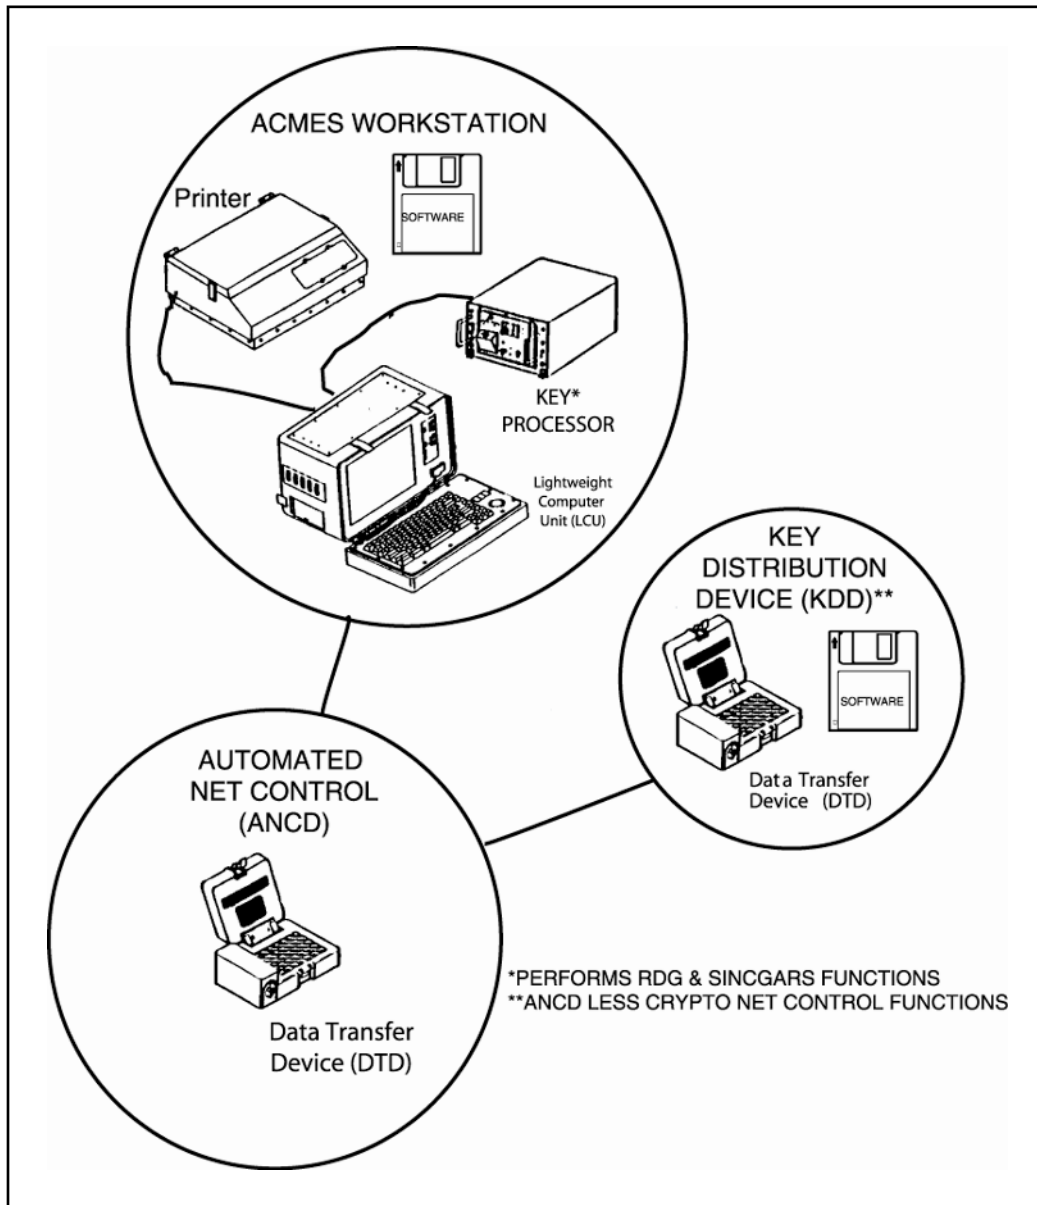 ACMES WORKSTATION
Printer
SOFTWARE
KEY*
PROCESSOR
Lightweight
Computer
Unit (LCU)
KEY
DISTRIBUTION
DEVICE (KDD)**
SOFTWARE
Data Transfer
Device (DTD)
AUTOMATED
NET CONTROL
(ANCD)
Data Transfer
Device (DTD)
*PERFORMS RDG & SINCGARS FUNCTIONS
**ANCD LESS CRYPTO NET CONTROL FUNCTIONS